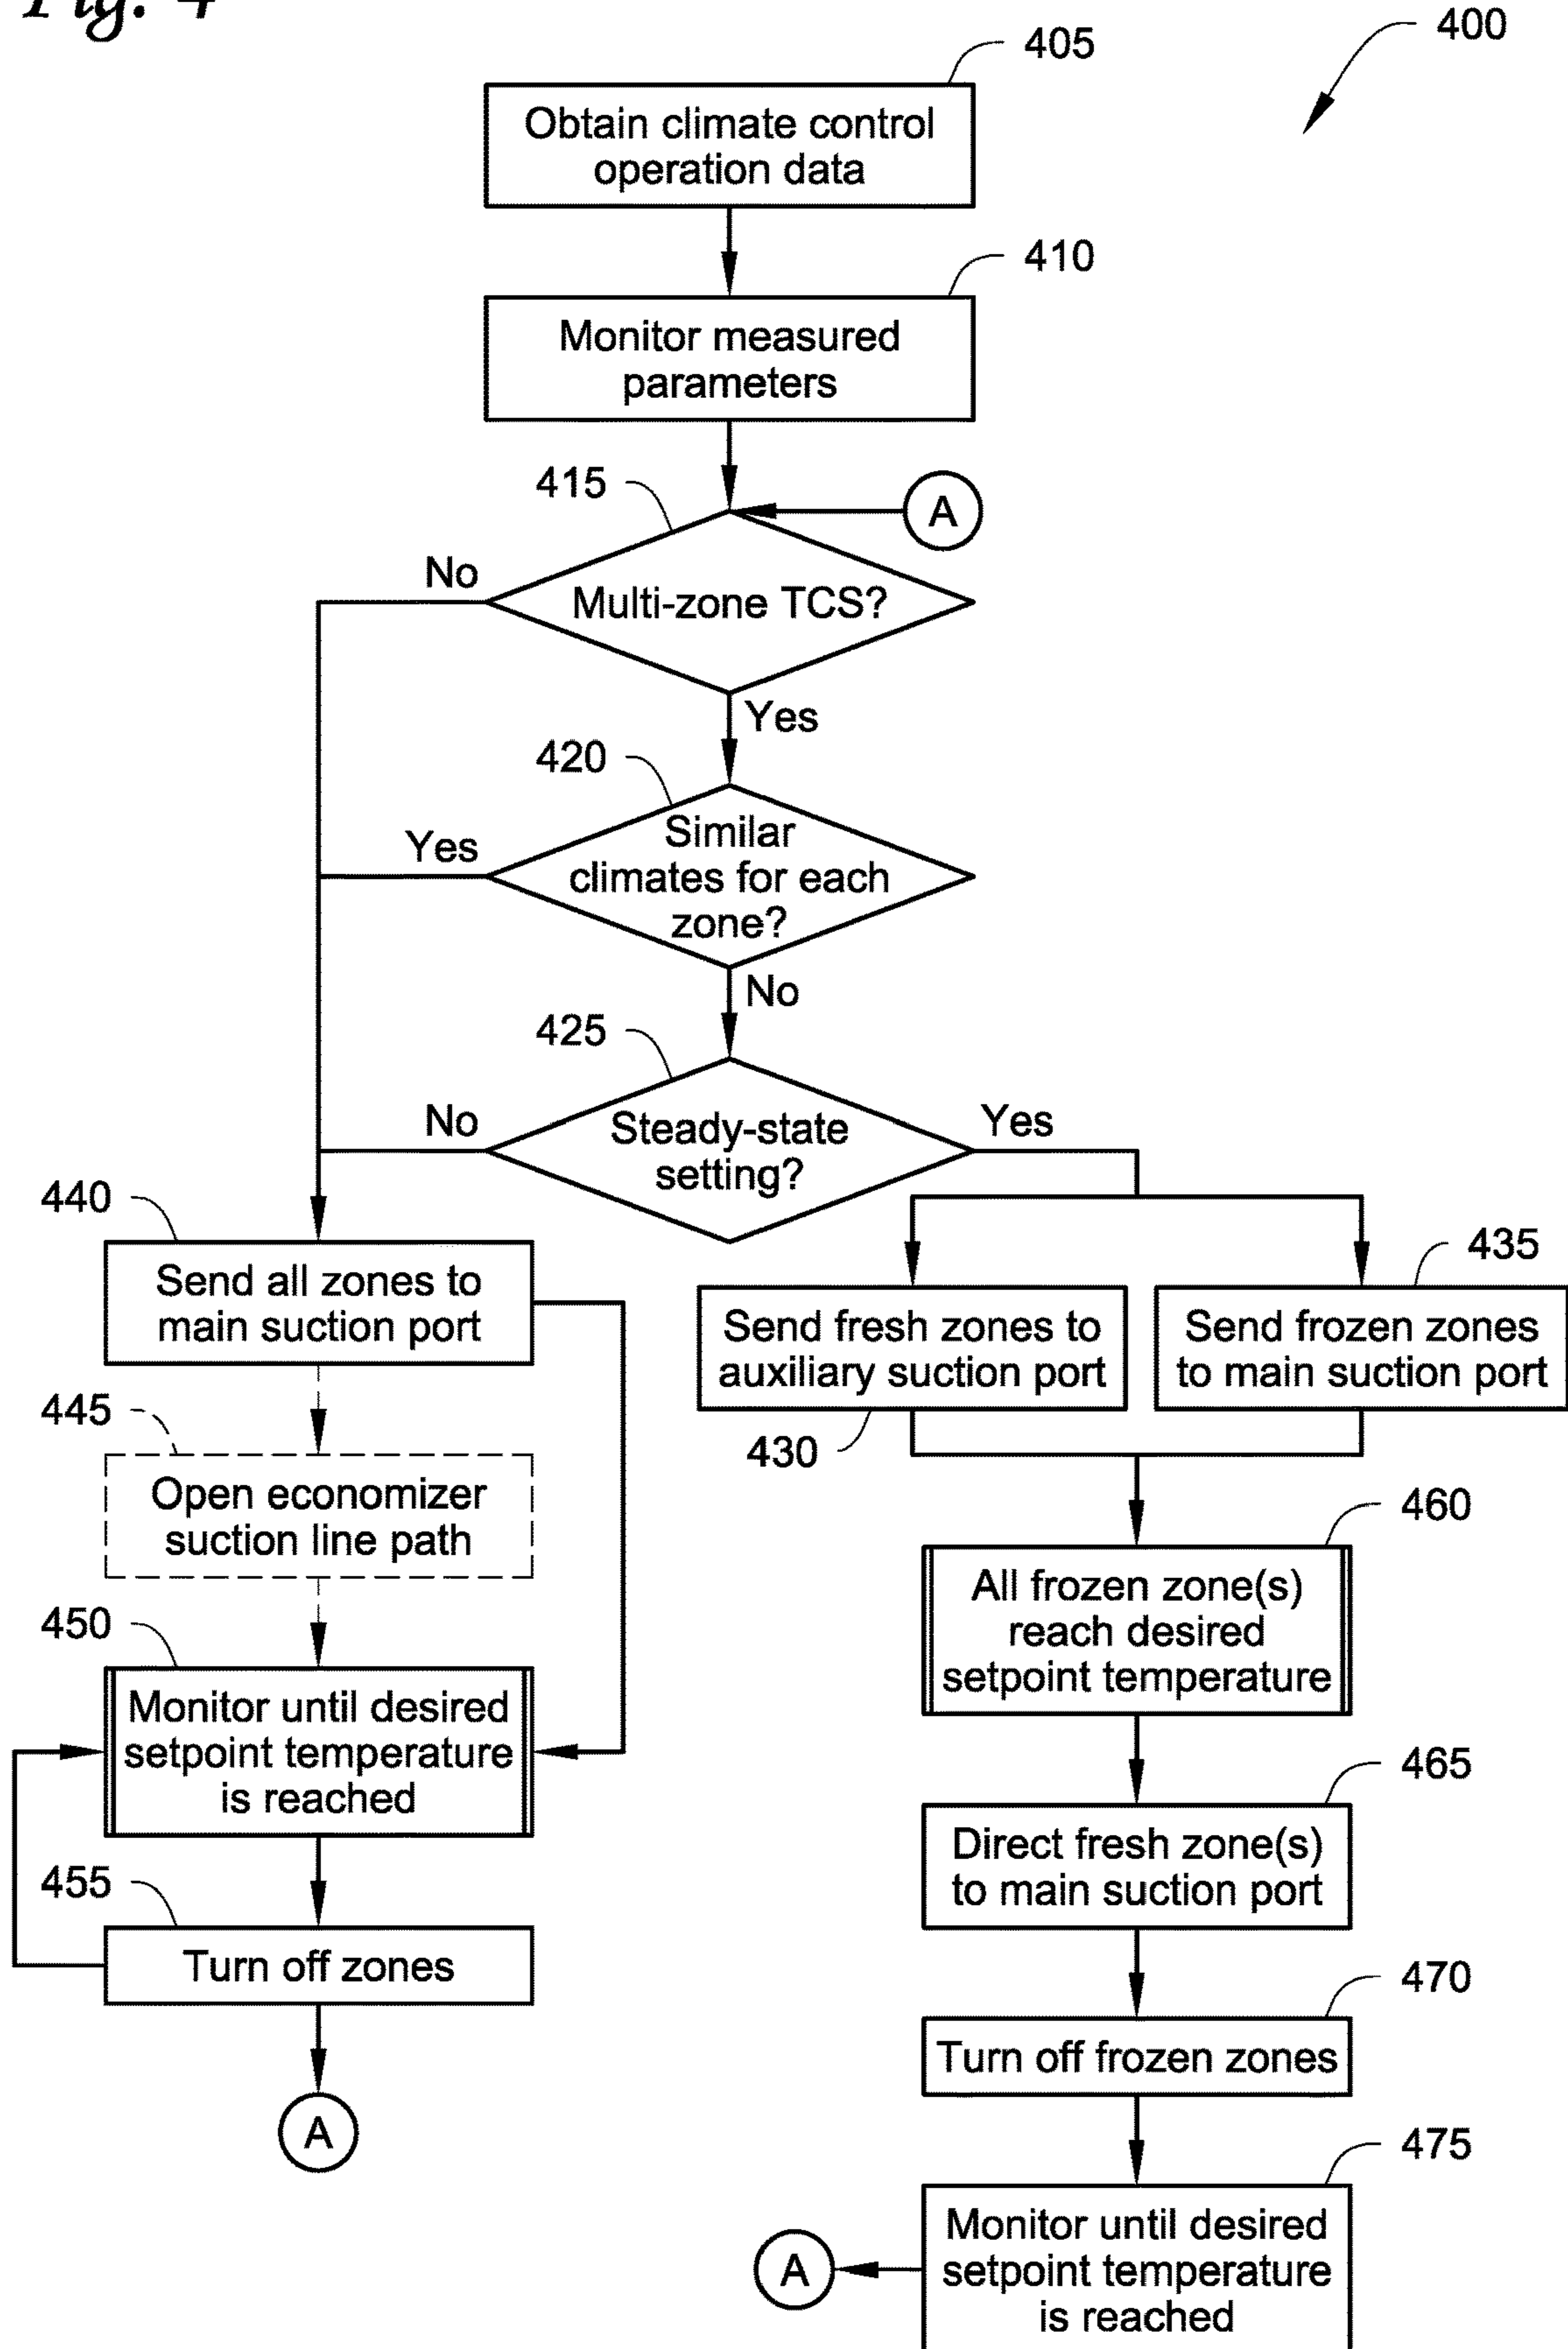 Fig. 4
400
405
Obtain climate control
operation data
410
Monitor measured
parameters
415
A
No
Multi-zone TCS?
Yes
420
Yes
Similar
climates for each
zone?
No
425
No
Steady-state
setting?
Yes
440
Send all zones to
main suction port
435
Send fresh zones to
auxiliary suction port
Send frozen zones
to main suction port
430
445
Open economizer
suction line path
460
All frozen zone(s)
reach desired
setpoint temperature
450
Monitor until desired
setpoint temperature
is reached
465
Direct fresh zone(s)
to main suction port
455
Turn off zones
470
Turn off frozen zones
A
475
Monitor until desired
setpoint temperature
is reached
A